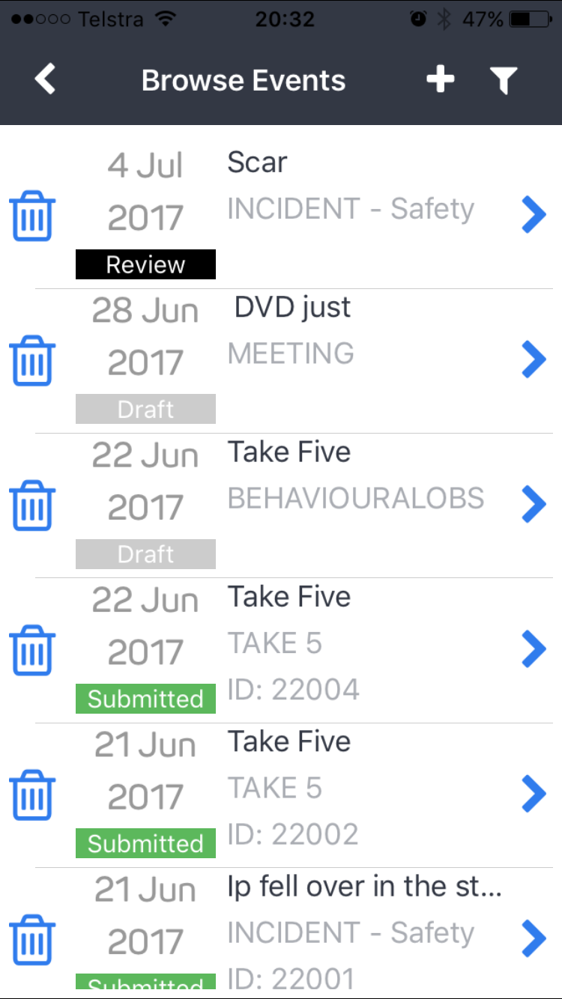 Telstra 20:32 47%
Browse Events
4 Jul
2017
Review
Scar
INCIDENT - Safety
28 Jun
2017
Draft
DVD just
MEETING
22 Jun
2017
Draft
Take Five
BEHAVIOURALOBS
22 Jun
2017
Submitted
Take Five
TAKE 5
ID: 22004
21 Jun
2017
Submitted
Take Five
TAKE 5
ID: 22002
21 Jun
2017
Submitted
Ip fell over in the st...
INCIDENT - Safety
ID: 22001